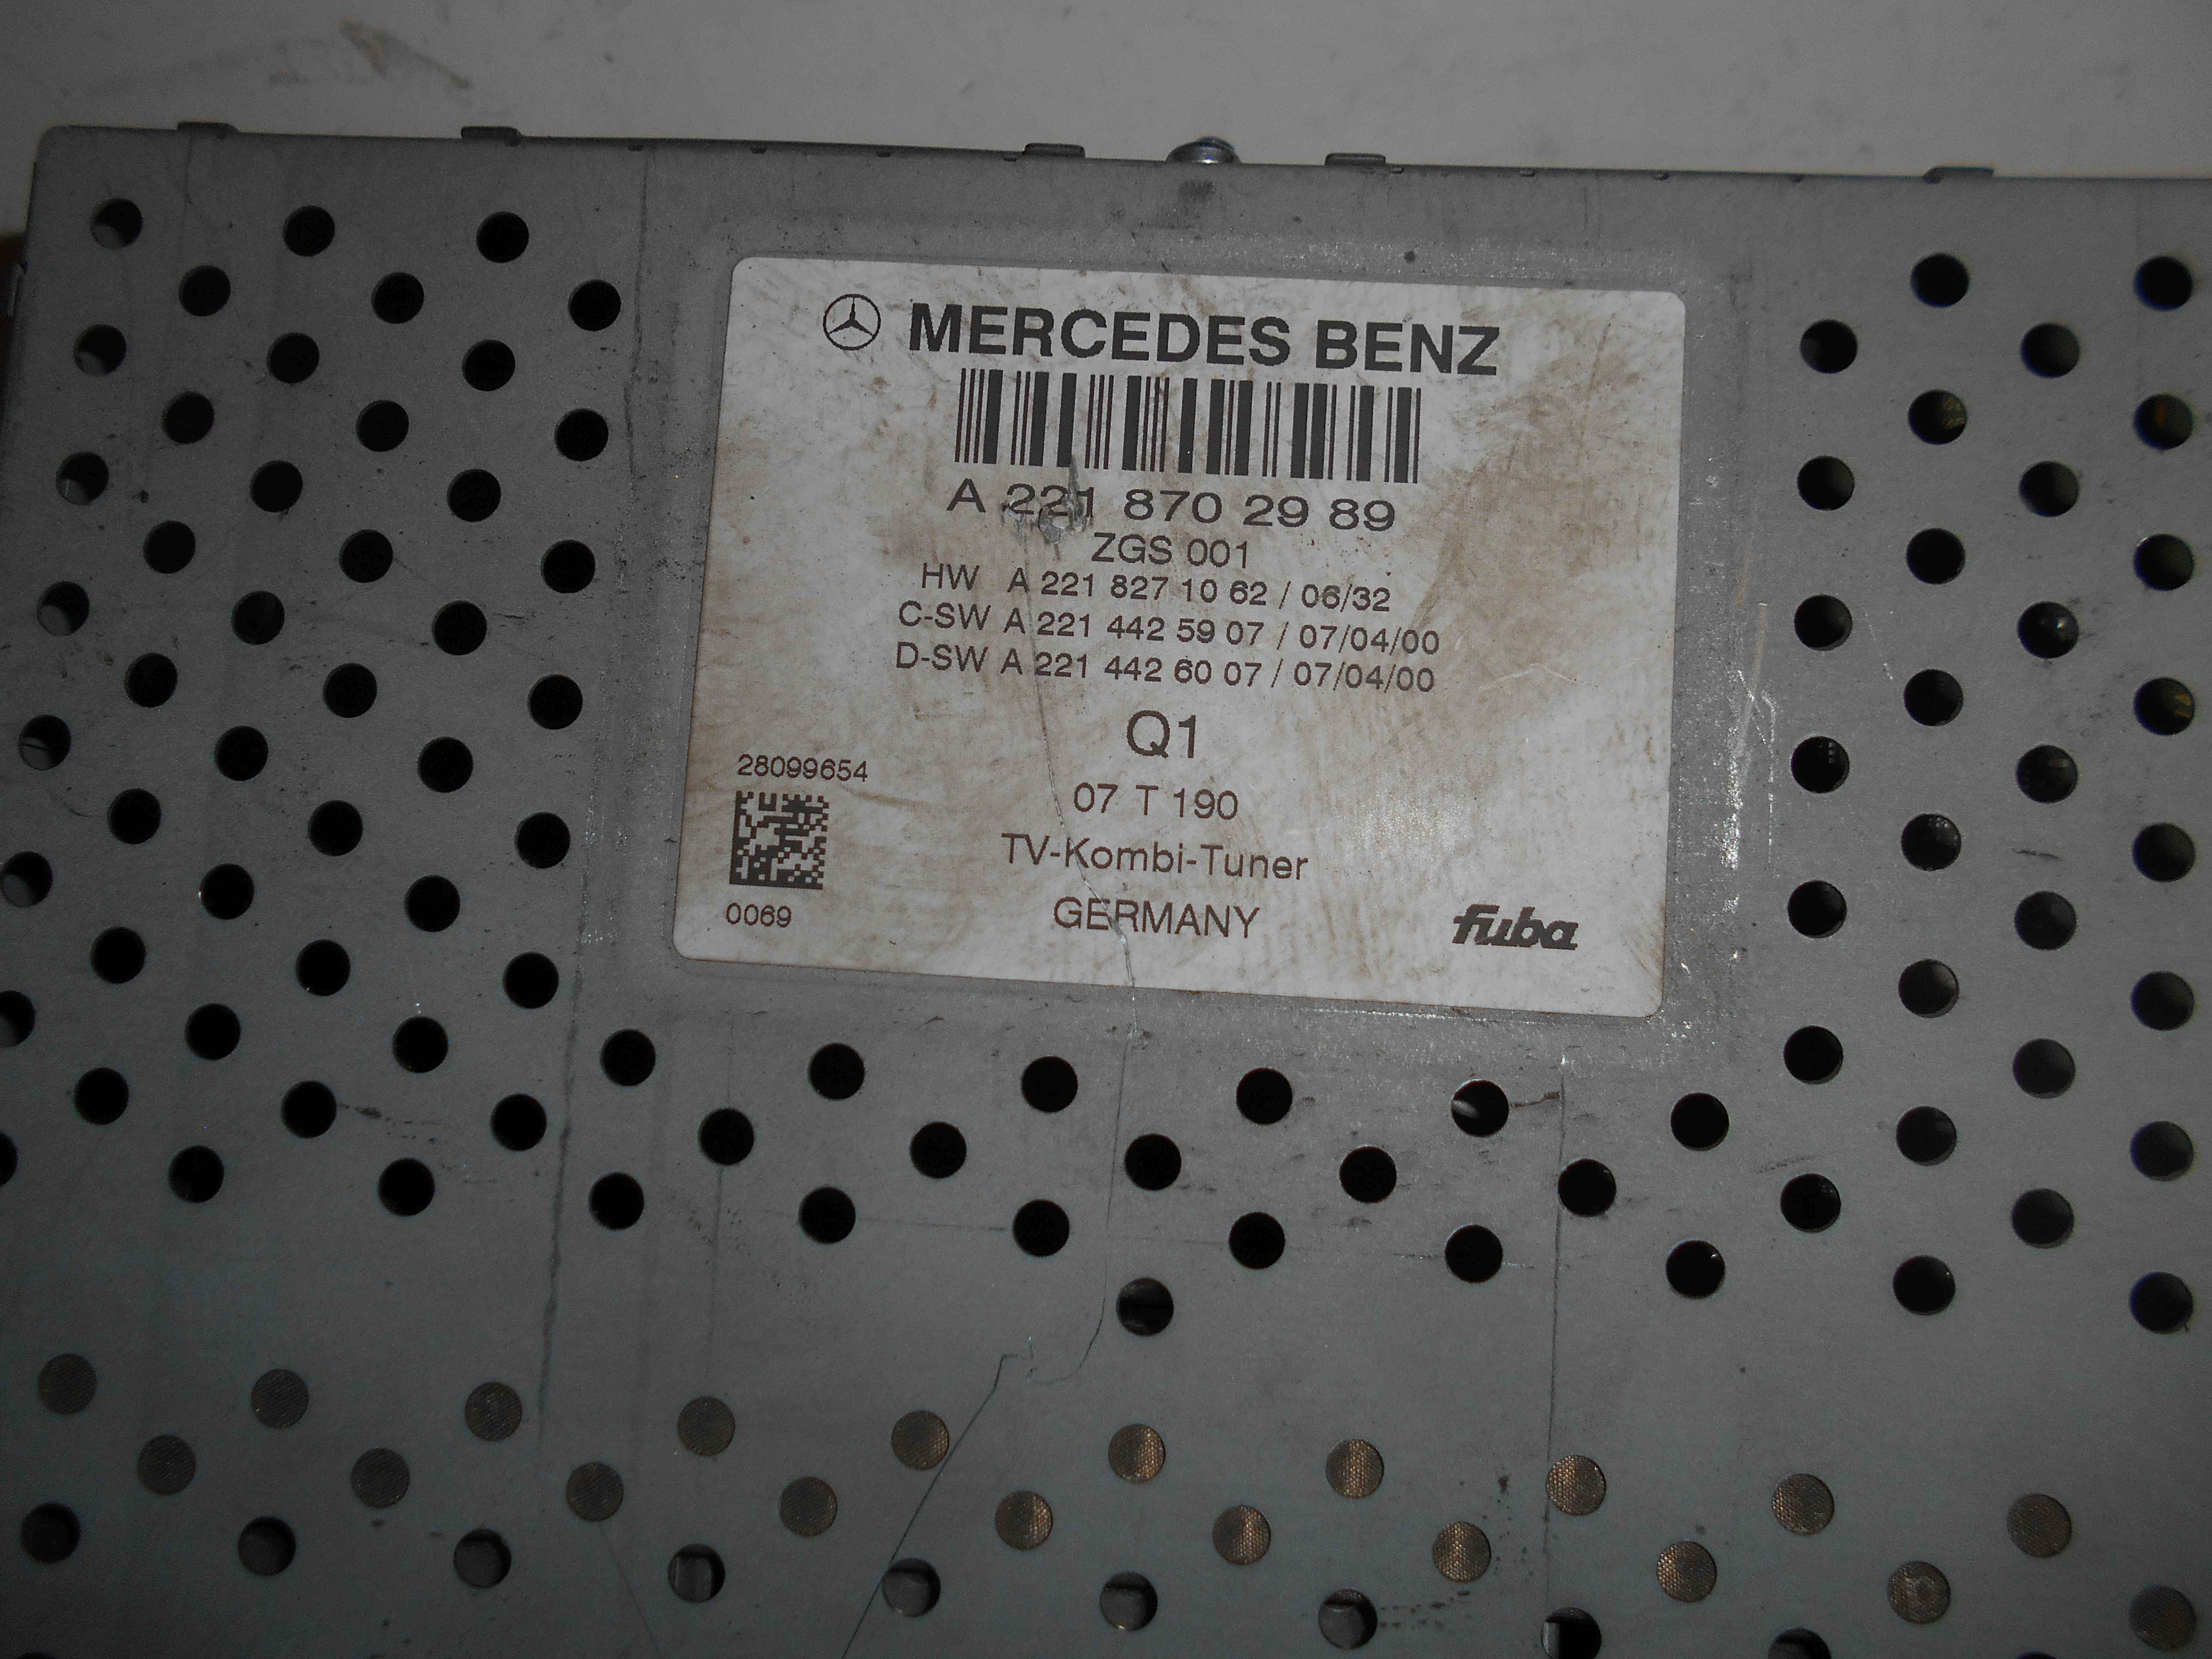 MERCEDES BENZ
A 221 870 29 89
ZGS 001
HW A 221 827 10 62 / 06/32
C-SW A 221 442 59 07 / 07/04/00
D-SW A 221 442 60 07 / 07/04/00
Q1
28099654
07 T 190
TV-Kombi-Tuner
0069
GERMANY
fuba